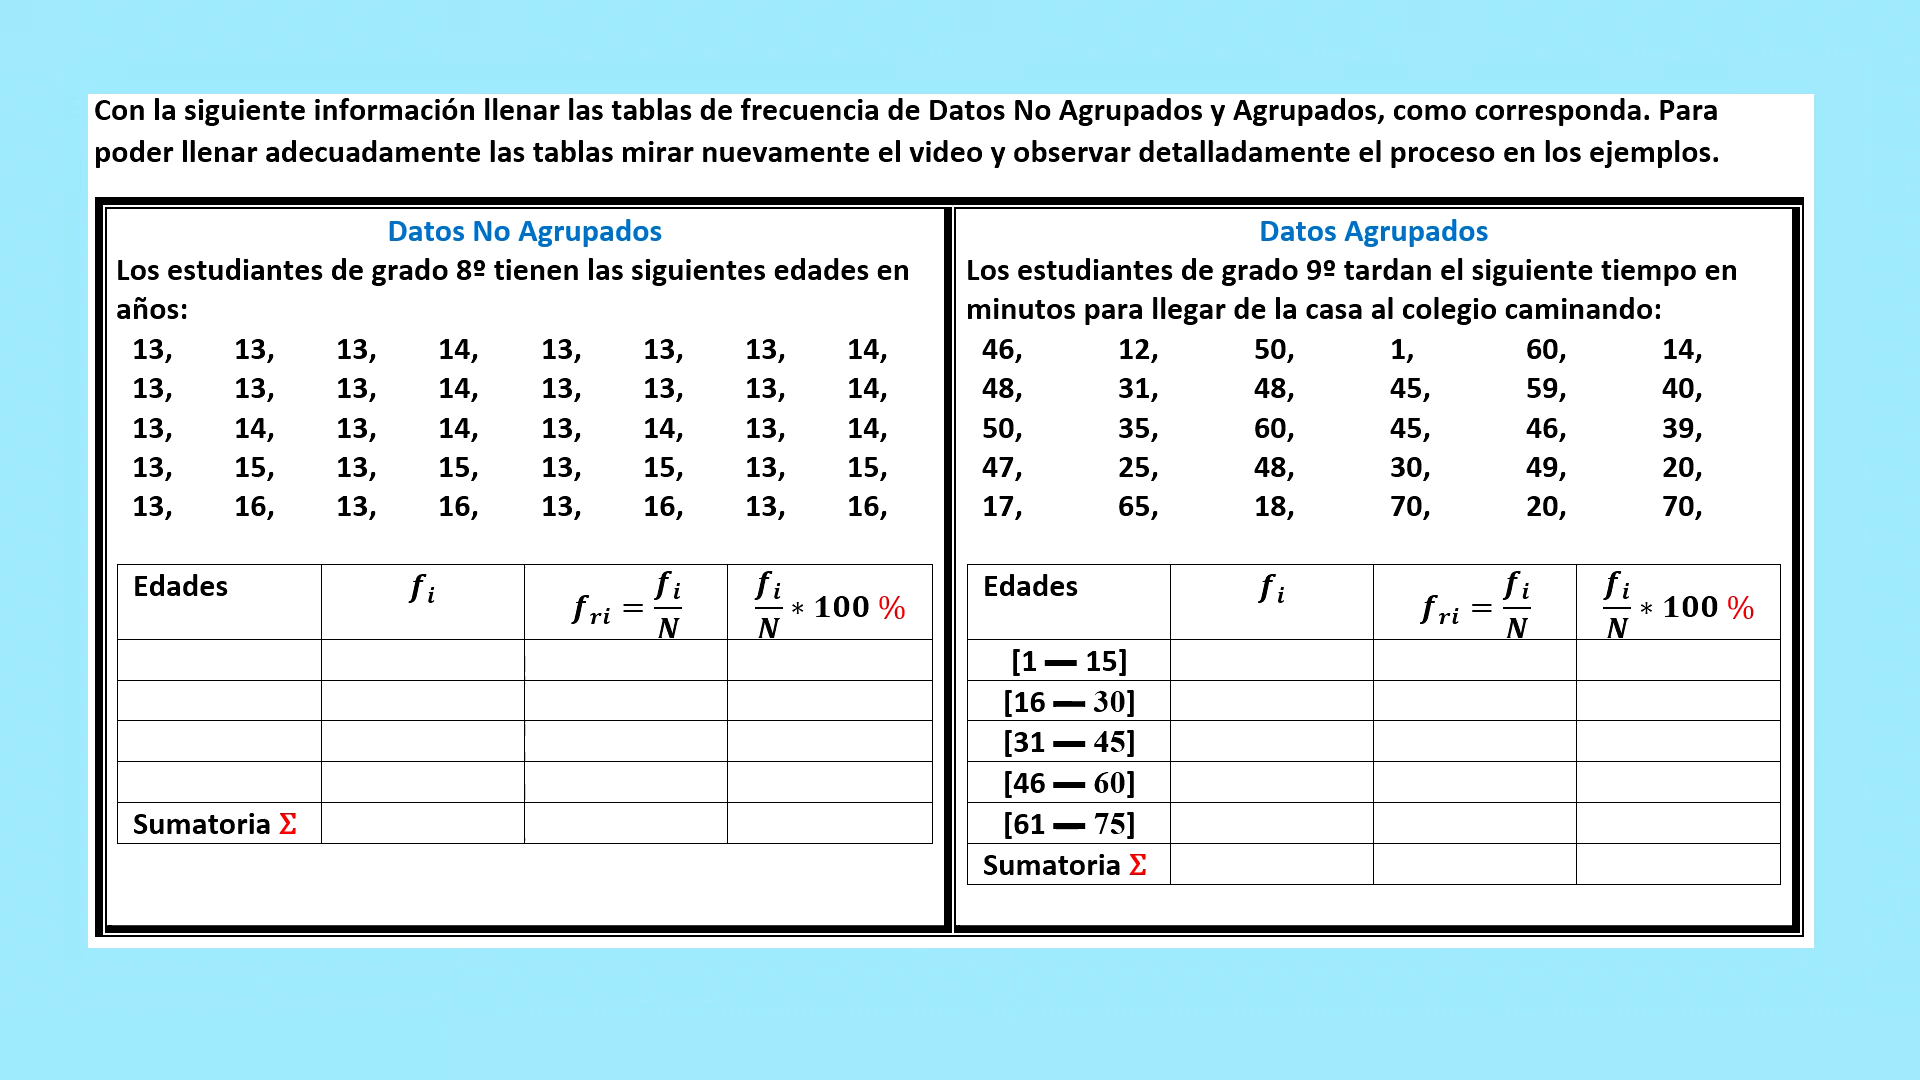 Con la siguiente información llenar las tablas de frecuencia de Datos No Agrupados y Agrupados, como corresponda. Para
poder llenar adecuadamente las tablas mirar nuevamente el video y observar detalladamente el proceso en los ejemplos.
Datos No Agrupados
Los estudiantes de grado 8º tienen las siguientes edades en
años:
13, 13, 13, 14, 13, 13, 13, 14,
13, 13, 13, 14, 13, 13, 13, 14,
13, 14, 13, 14, 13, 14, 13, 14,
13, 15, 13, 15, 13, 15, 13, 15,
13, 16, 13, 16, 13, 16, 13, 16,
Edades f_i f_ri = f_i/N f_i/N * 100 %
Sumatoria Σ
Datos Agrupados
Los estudiantes de grado 9º tardan el siguiente tiempo en
minutos para llegar de la casa al colegio caminando:
46, 12, 50, 1, 60, 14,
48, 31, 48, 45, 59, 40,
50, 35, 60, 45, 46, 39,
47, 25, 48, 30, 49, 20,
17, 65, 18, 70, 20, 70,
Edades f_i f_ri = f_i/N f_i/N * 100 %
[1 — 15]
[16 — 30]
[31 — 45]
[46 — 60]
[61 — 75]
Sumatoria Σ